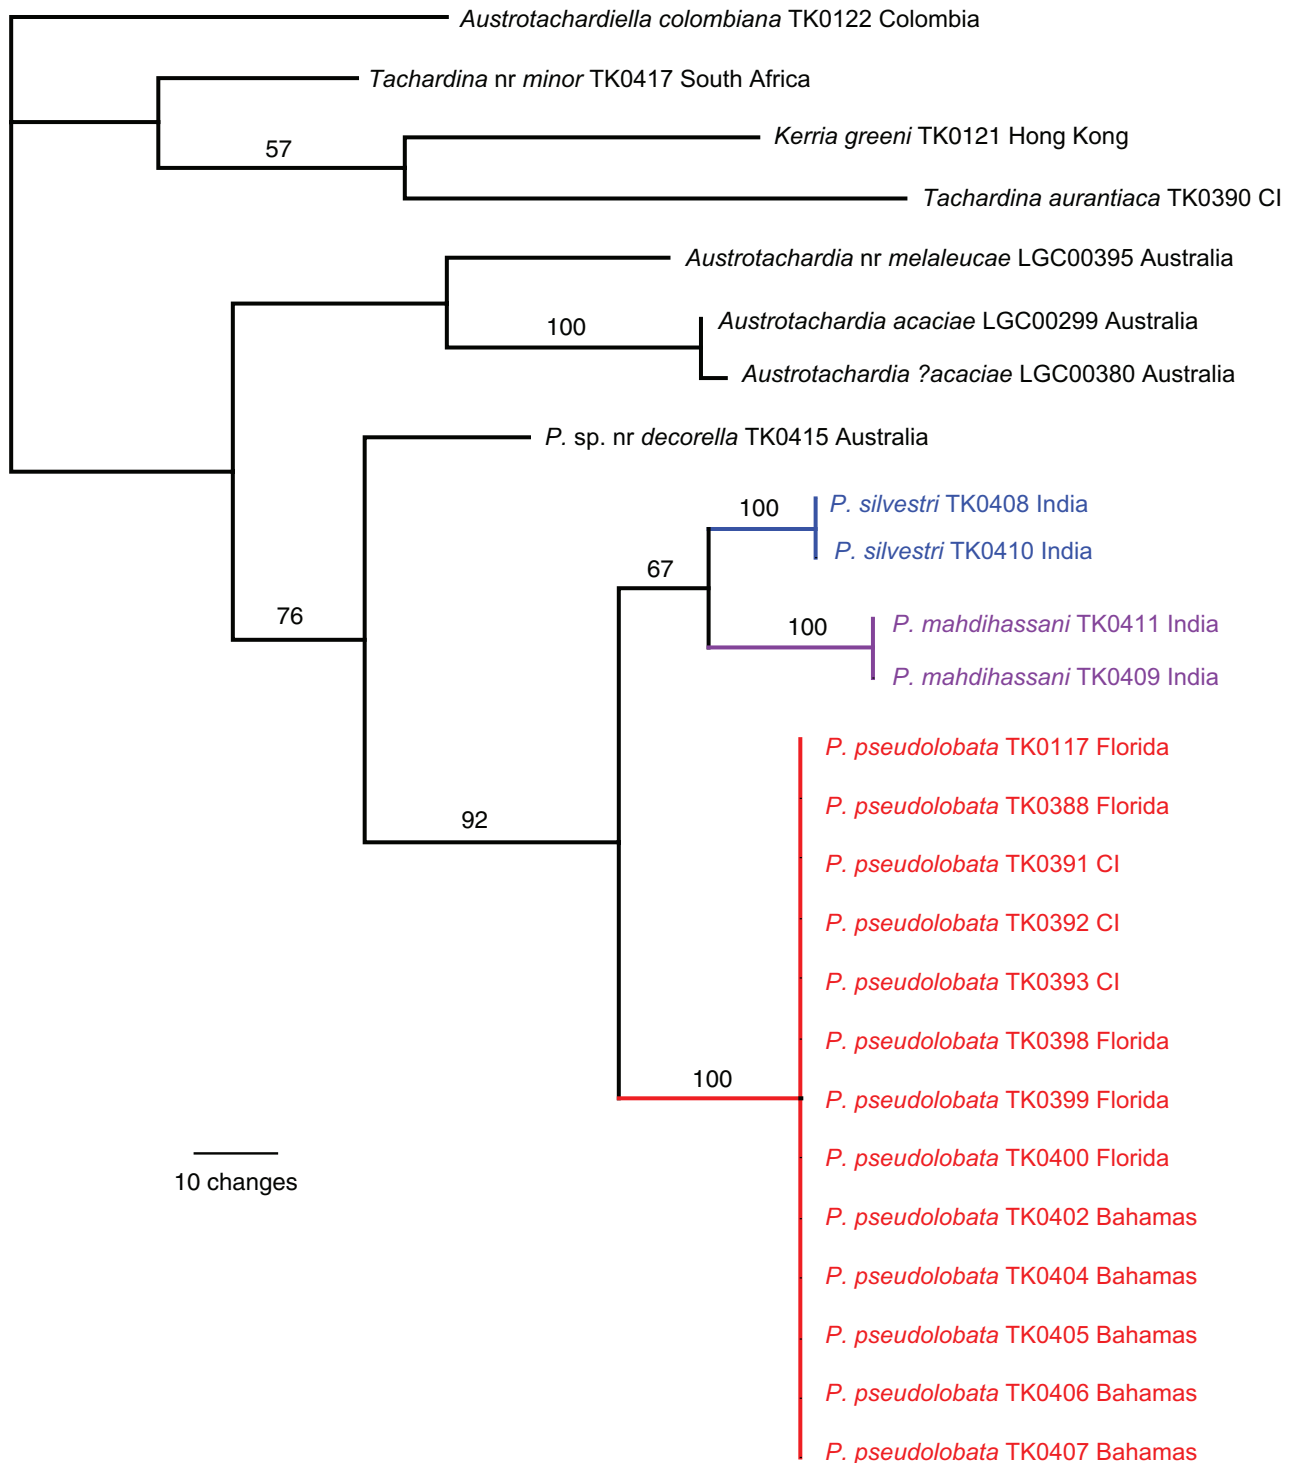 Austrotachardiella colombiana TK0122 Colombia
Tachardina nr minor TK0417 South Africa
Kerria greeni TK0121 Hong Kong
57
Tachardina aurantiaca TK0390 CI
Austrotachardia nr melaleucae LGC00395 Australia
Austrotachardia acaciae LGC00299 Australia
100
Austrotachardia ?acaciae LGC00380 Australia
P. sp. nr decorella TK0415 Australia
P. silvestri TK0408 India
100
P. silvestri TK0410 India
67
76
P. mahdihassani TK0411 India
100
P. mahdihassani TK0409 India
P. pseudolobata TK0117 Florida
P. pseudolobata TK0388 Florida
92
P. pseudolobata TK0391 CI
P. pseudolobata TK0392 CI
P. pseudolobata TK0393 CI
P. pseudolobata TK0398 Florida
100
P. pseudolobata TK0399 Florida
P. pseudolobata TK0400 Florida
10 changes
P. pseudolobata TK0402 Bahamas
P. pseudolobata TK0404 Bahamas
P. pseudolobata TK0405 Bahamas
P. pseudolobata TK0406 Bahamas
P. pseudolobata TK0407 Bahamas